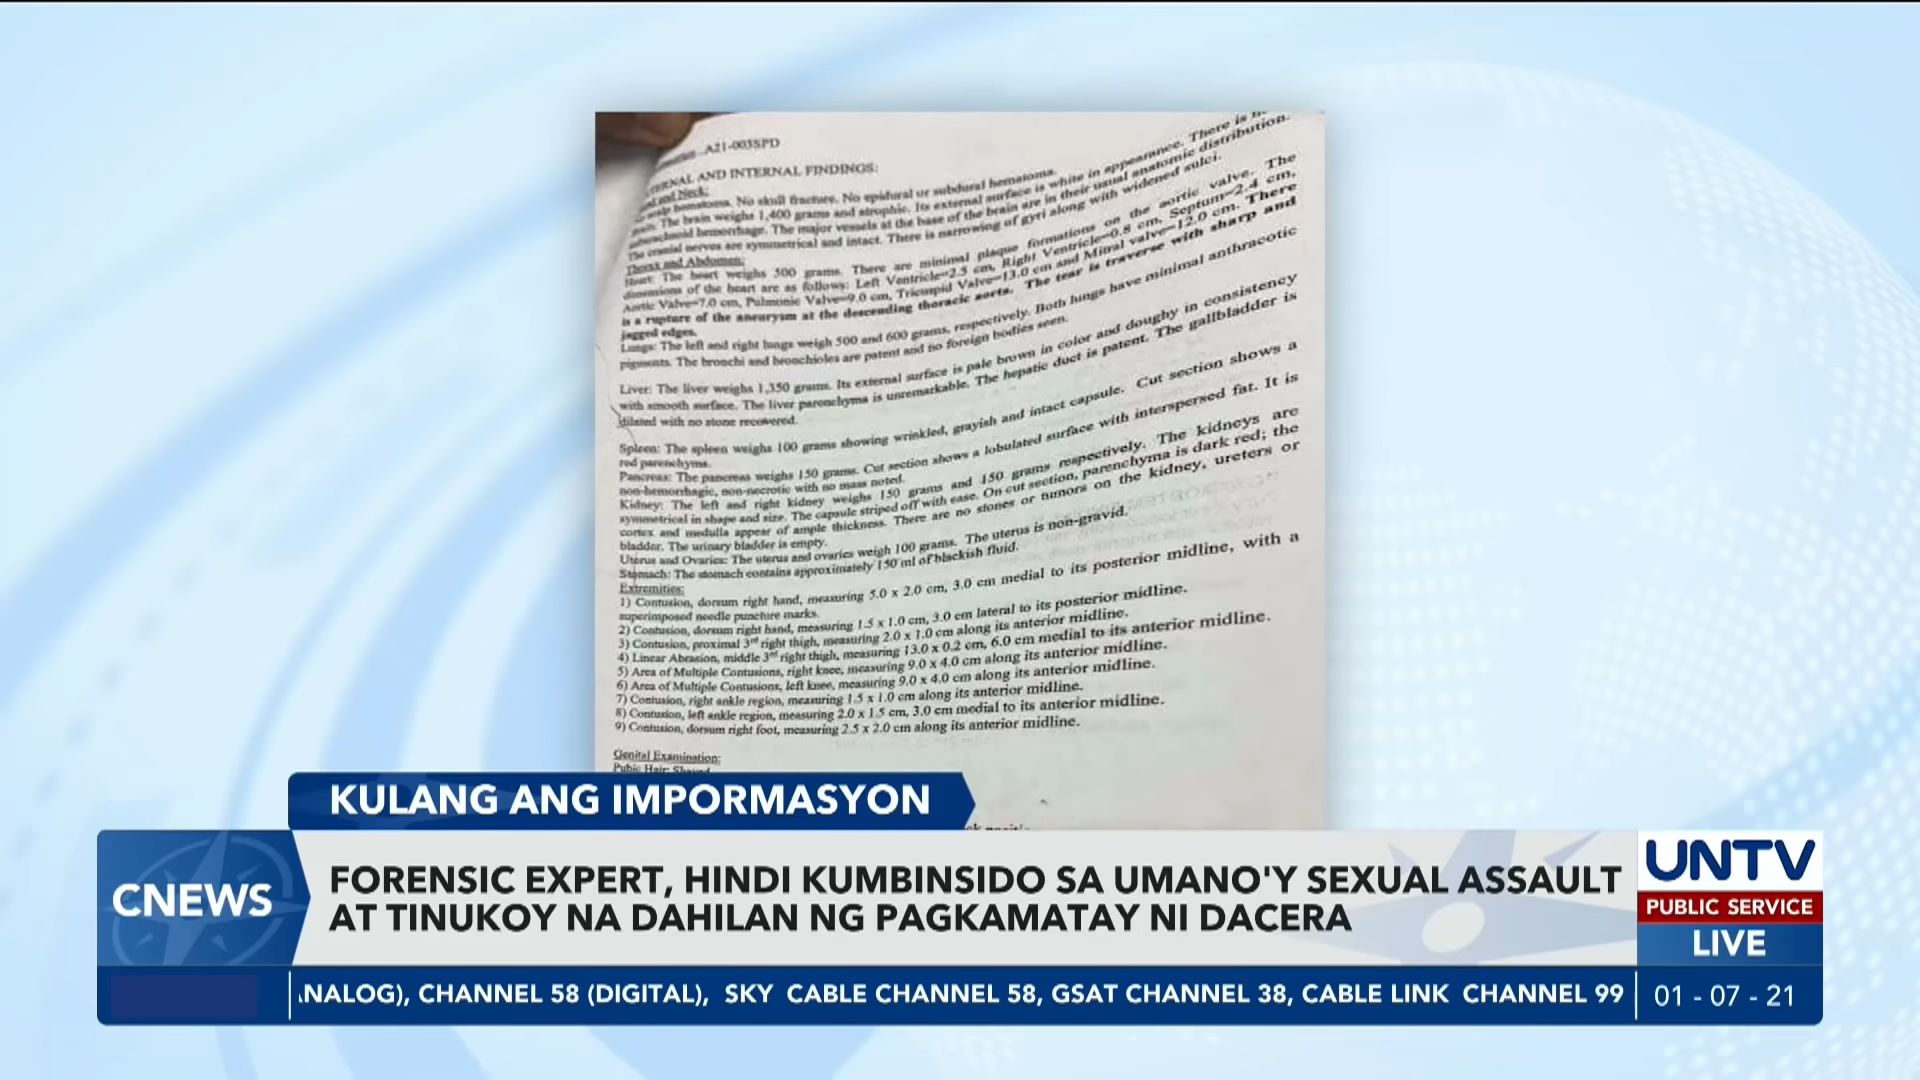 A21-003SPD
AND INTERNAL FINDINGS:
and Neck:
hematoma. No skull fracture. No epidural or subdural hematoma.
The brain weighs 1,400 grams and atrophic. Its external surface is white in appearance. There is
hemorrhage. The major vessels at the base of the brain are in their usual anatomic distribution.
The cranial nerves are symmetrical and intact. There is narrowing of gyri along with widened sulci.
Thorax and Abdomen:
Heart: The heart weighs 500 grams. There are minimal plaque formations on the aortic valve. The
dimensions of the heart are as follows: Left Ventricle=2.5 cm, Right Ventricle=0.8 cm, Septum=2.4 cm,
Aortic Valve=7.0 cm, Pulmonic Valve=9.0 cm, Tricuspid Valve=13.0 cm and Mitral valve=12.0 cm. There
is a rupture of the aneurysm at the descending thoracic aorta. The tear is traverse with sharp and
jagged edges.
Lungs: The left and right lungs weigh 500 and 600 grams, respectively. Both lungs have minimal anthracotic
pigments. The bronchi and bronchioles are patent and no foreign bodies seen.
Liver: The liver weighs 1,350 grams. Its external surface is pale brown in color and doughy in consistency
with smooth surface. The liver parenchyma is unremarkable. The hepatic duct is patent. The gallbladder is
dilated with no stone recovered.
Spleen: The spleen weighs 100 grams showing wrinkled, grayish and intact capsule. Cut section shows a
red parenchyma.
Pancreas: The pancreas weighs 150 grams. Cut section shows a lobulated surface with interspersed fat. It is
non-hemorrhagic, non-necrotic with no mass noted.
Kidney: The left and right kidney weighs 150 grams and 150 grams respectively. The kidneys are
symmetrical in shape and size. The capsule striped off with ease. On cut section, parenchyma is dark red; the
cortex and medulla appear of ample thickness. There are no stones or tumors on the kidney, ureters or
bladder. The urinary bladder is empty.
Uterus and Ovaries: The uterus and ovaries weigh 100 grams. The uterus is non-gravid.
Stomach: The stomach contains approximately 150 ml of blackish fluid.
Extremities:
1) Contusion, dorsum right hand, measuring 5.0 x 2.0 cm, 3.0 cm medial to its posterior midline, with a
superimposed needle puncture marks.
2) Contusion, dorsum right hand, measuring 1.5 x 1.0 cm, 3.0 cm lateral to its posterior midline.
3) Contusion, proximal 3rd right thigh, measuring 2.0 x 1.0 cm along its anterior midline.
4) Linear Abrasion, middle 3rd right thigh, measuring 13.0 x 0.2 cm, 6.0 cm medial to its anterior midline.
5) Area of Multiple Contusions, right knee, measuring 9.0 x 4.0 cm along its anterior midline.
6) Area of Multiple Contusions, left knee, measuring 9.0 x 4.0 cm along its anterior midline.
7) Contusion, right ankle region, measuring 1.5 x 1.0 cm along its anterior midline.
8) Contusion, left ankle region, measuring 2.0 x 1.5 cm, 3.0 cm medial to its anterior midline.
9) Contusion, dorsum right foot, measuring 2.5 x 2.0 cm along its anterior midline.
Genital Examination:
Pubic Hair: Shaved
KULANG ANG IMPORMASYON
CNEWS
FORENSIC EXPERT, HINDI KUMBINSIDO SA UMANO'Y SEXUAL ASSAULT
AT TINUKOY NA DAHILAN NG PAGKAMATAY NI DACERA
UNTV
PUBLIC SERVICE
LIVE
NALOG), CHANNEL 58 (DIGITAL), SKY CABLE CHANNEL 58, GSAT CHANNEL 38, CABLE LINK CHANNEL 99
01 - 07 - 21